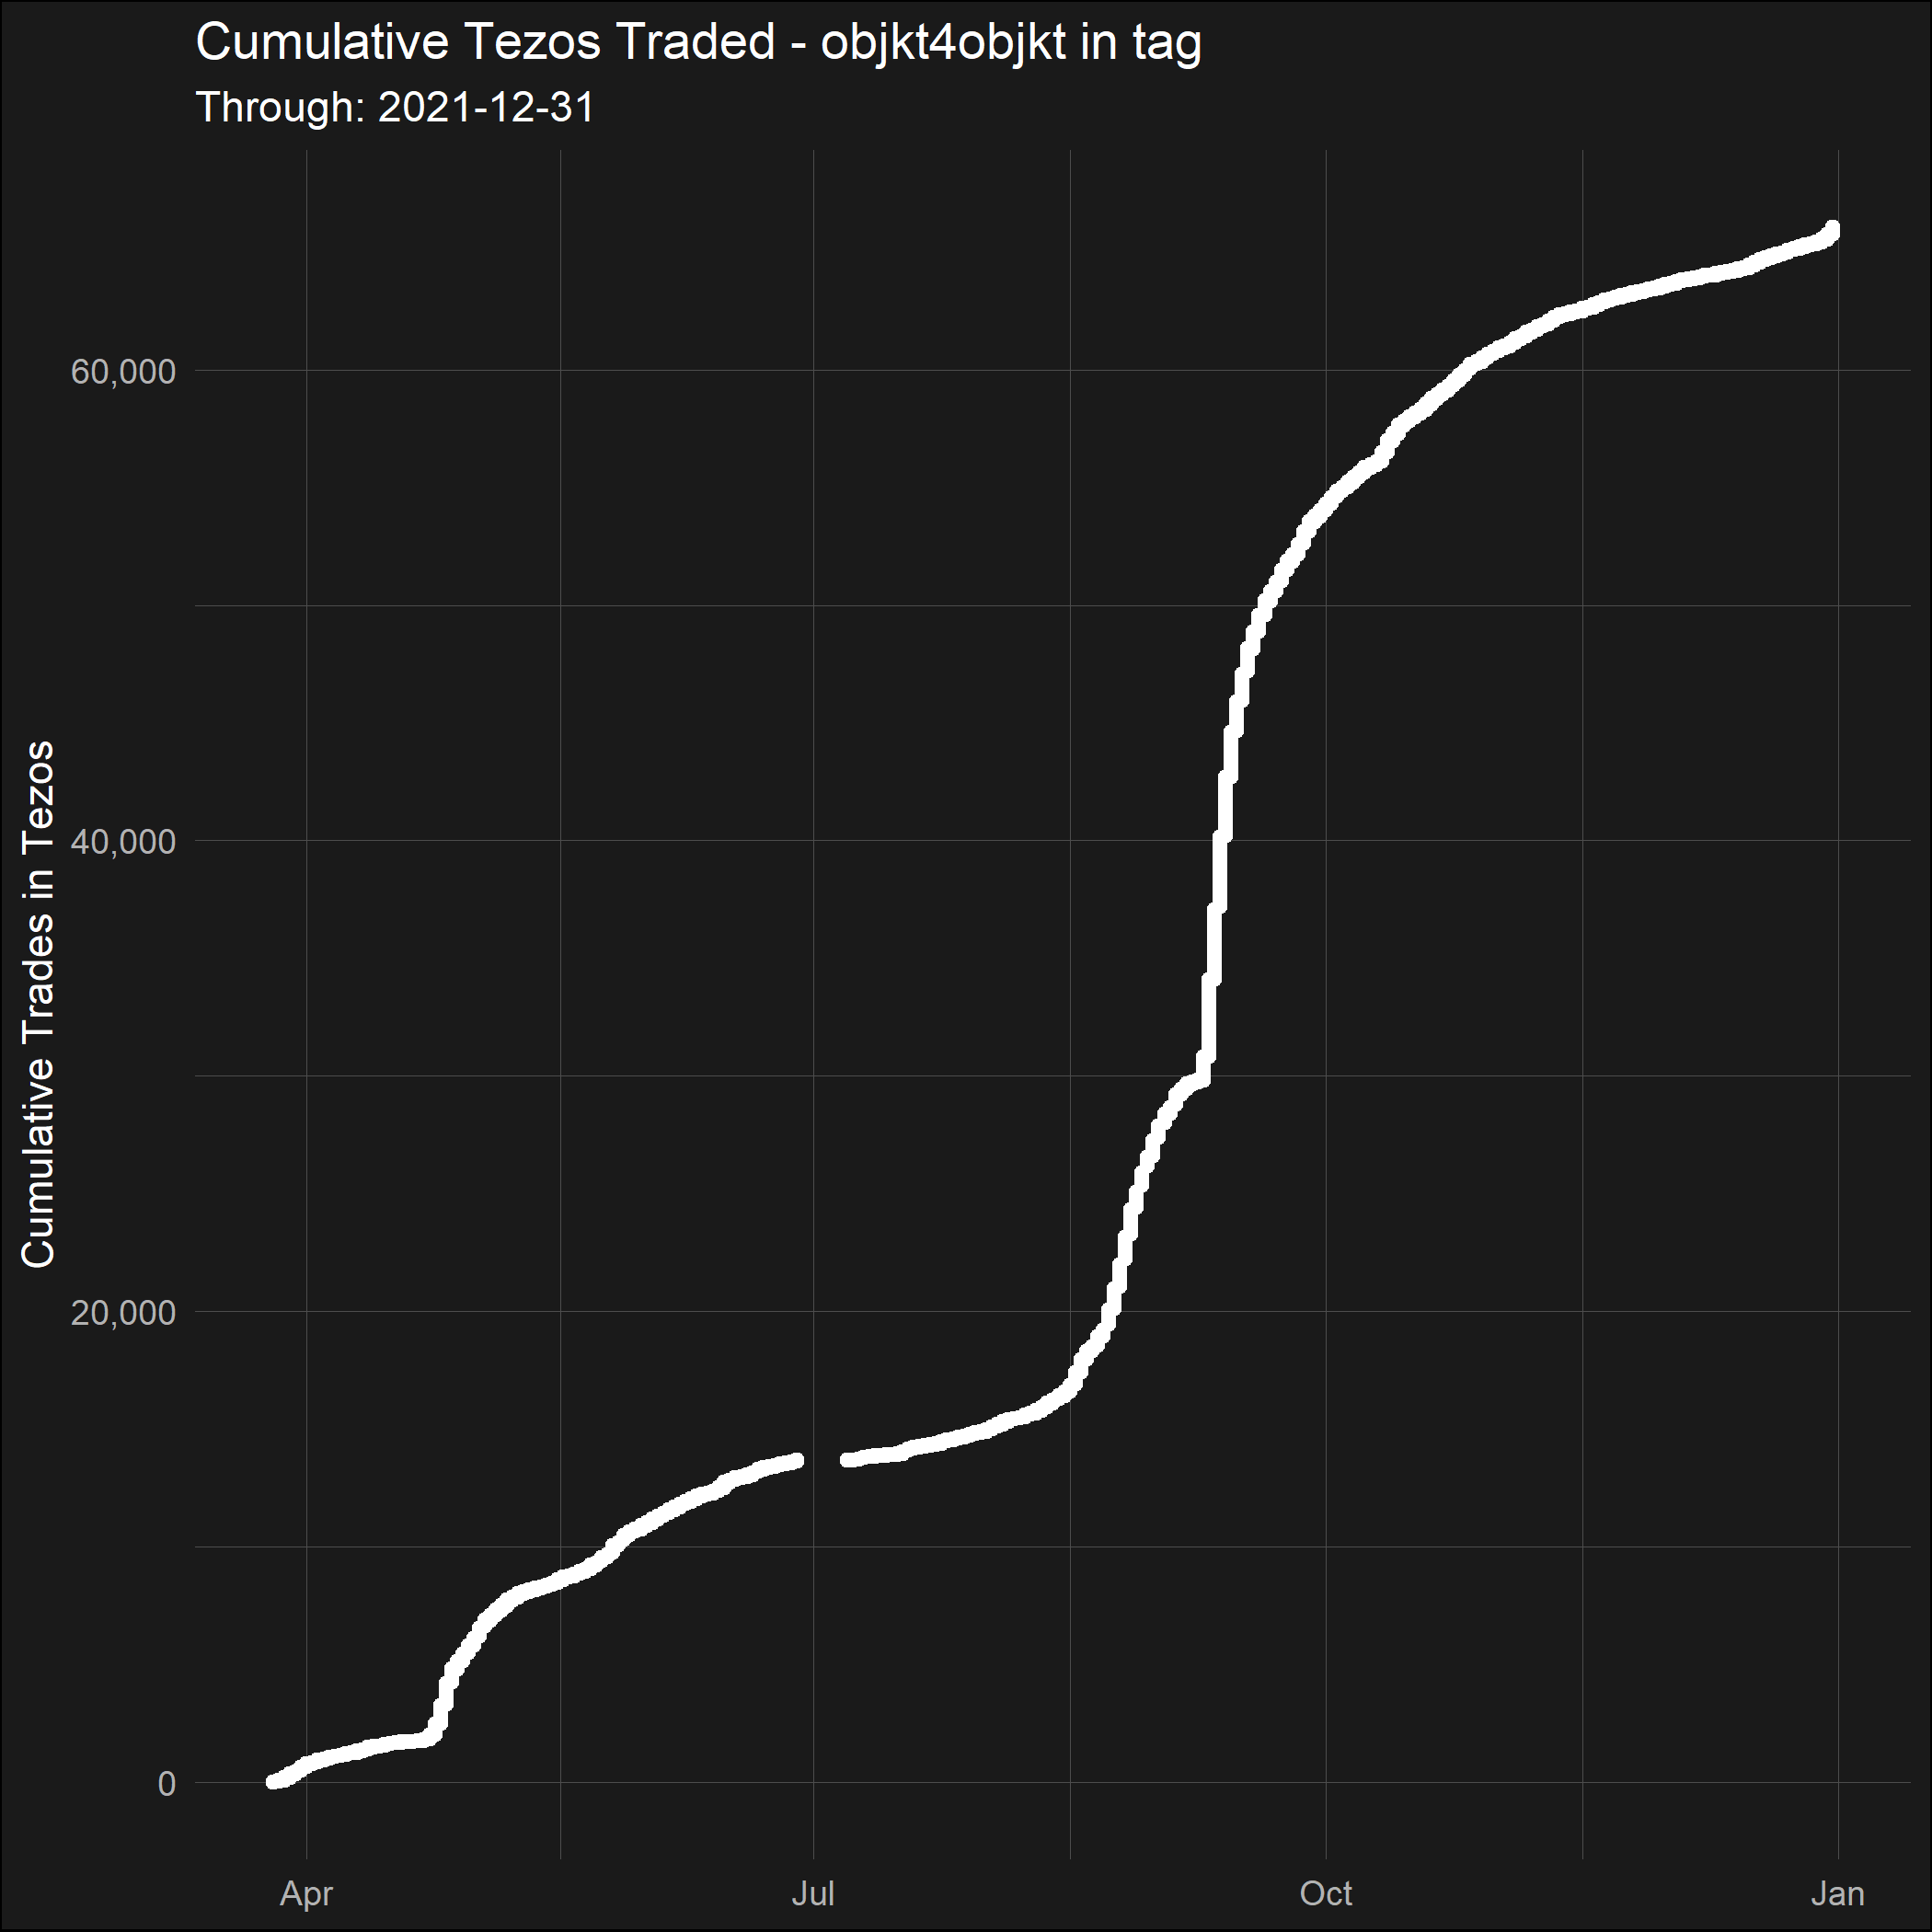 Cumulative Tezos Traded - objkt4objkt in tag
Through: 2021-12-31
Cumulative Trades in Tezos
60,000
40,000
20,000
0
Apr
Jul
Oct
Jan